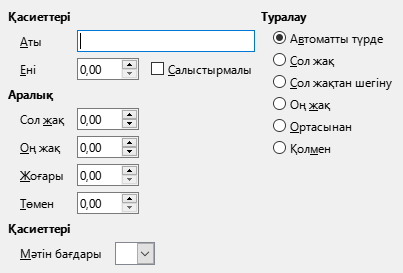 Қасиеттері
Аты
Ені 0,00 Салыстырмалы
Аралық
Сол жақ 0,00
Оң жақ 0,00
Жоғары 0,00
Төмен 0,00
Қасиеттері
Мәтін бағдары
Туралау
Автоматты түрде
Сол жақ
Сол жақтан шегіну
Оң жақ
Ортасынан
Қолмен